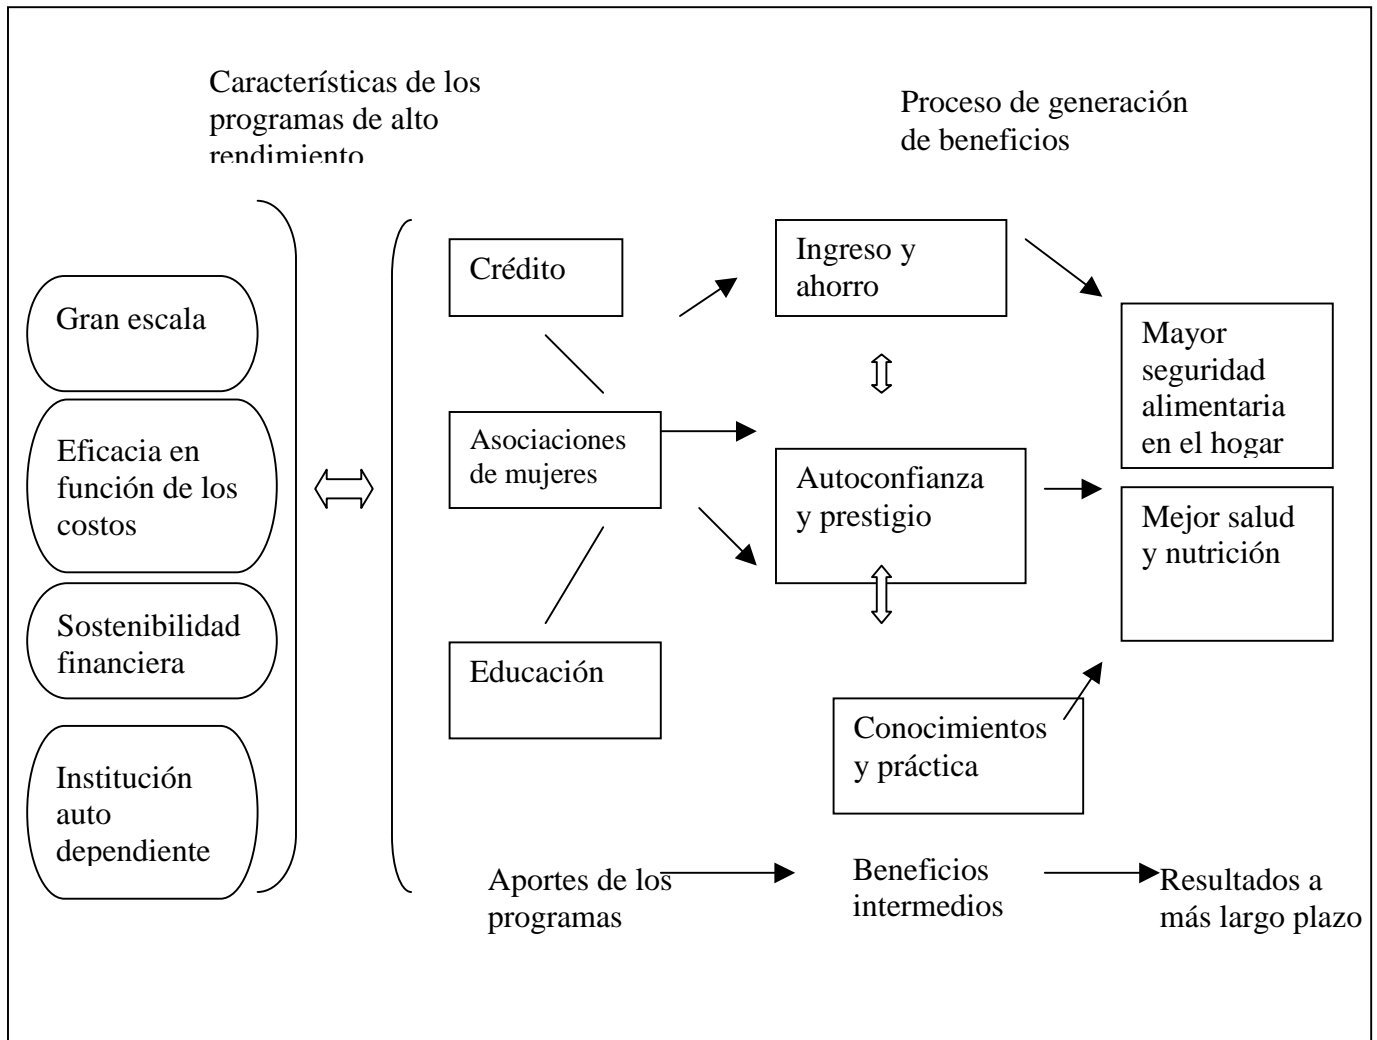 Características de los
programas de alto
rendimiento
Proceso de generación
de beneficios
Gran escala
Eficacia en
función de los
costos
Sostenibilidad
financiera
Institución
auto
dependiente
Crédito
Asociaciones
de mujeres
Educación
Ingreso y
ahorro
Autoconfianza
y prestigio
Conocimientos
y práctica
Mayor
seguridad
alimentaria
en el hogar
Mejor salud
y nutrición
Aportes de los
programas
Beneficios
intermedios
Resultados a
más largo plazo